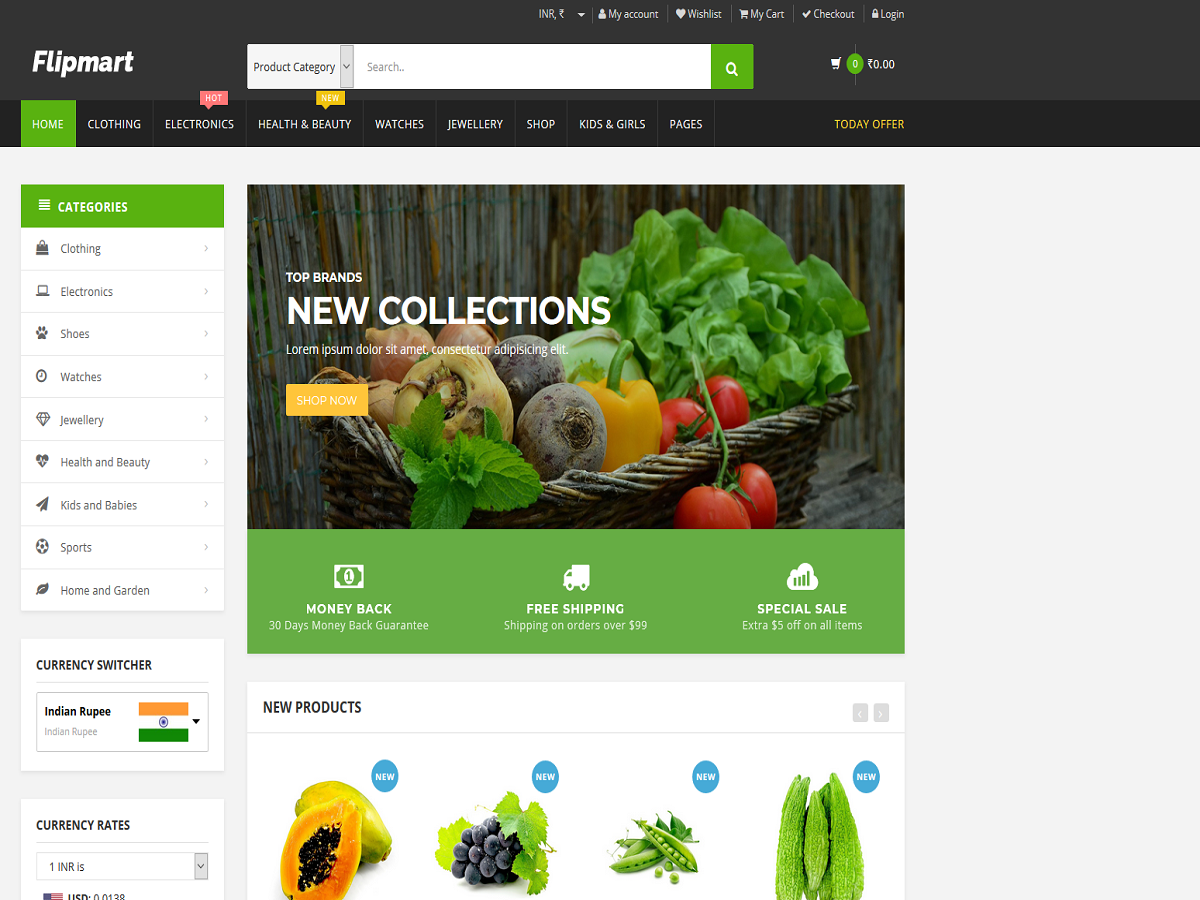 INR, ₹
My account
Wishlist
My Cart
Checkout
Login
Flipmart
Product Category
Search..
0
₹0.00
HOT
NEW
HOME
CLOTHING
ELECTRONICS
HEALTH & BEAUTY
WATCHES
JEWELLERY
SHOP
KIDS & GIRLS
PAGES
TODAY OFFER
CATEGORIES
Clothing
Electronics
Shoes
Watches
Jewellery
Health and Beauty
Kids and Babies
Sports
Home and Garden
TOP BRANDS
NEW COLLECTIONS
Lorem ipsum dolor sit amet, consectetur adipisicing elit.
SHOP NOW
MONEY BACK
30 Days Money Back Guarantee
FREE SHIPPING
Shipping on orders over $99
SPECIAL SALE
Extra $5 off on all items
CURRENCY SWITCHER
Indian Rupee
Indian Rupee
CURRENCY RATES
1 INR is
USD: 0.0138
NEW PRODUCTS
NEW
NEW
NEW
NEW